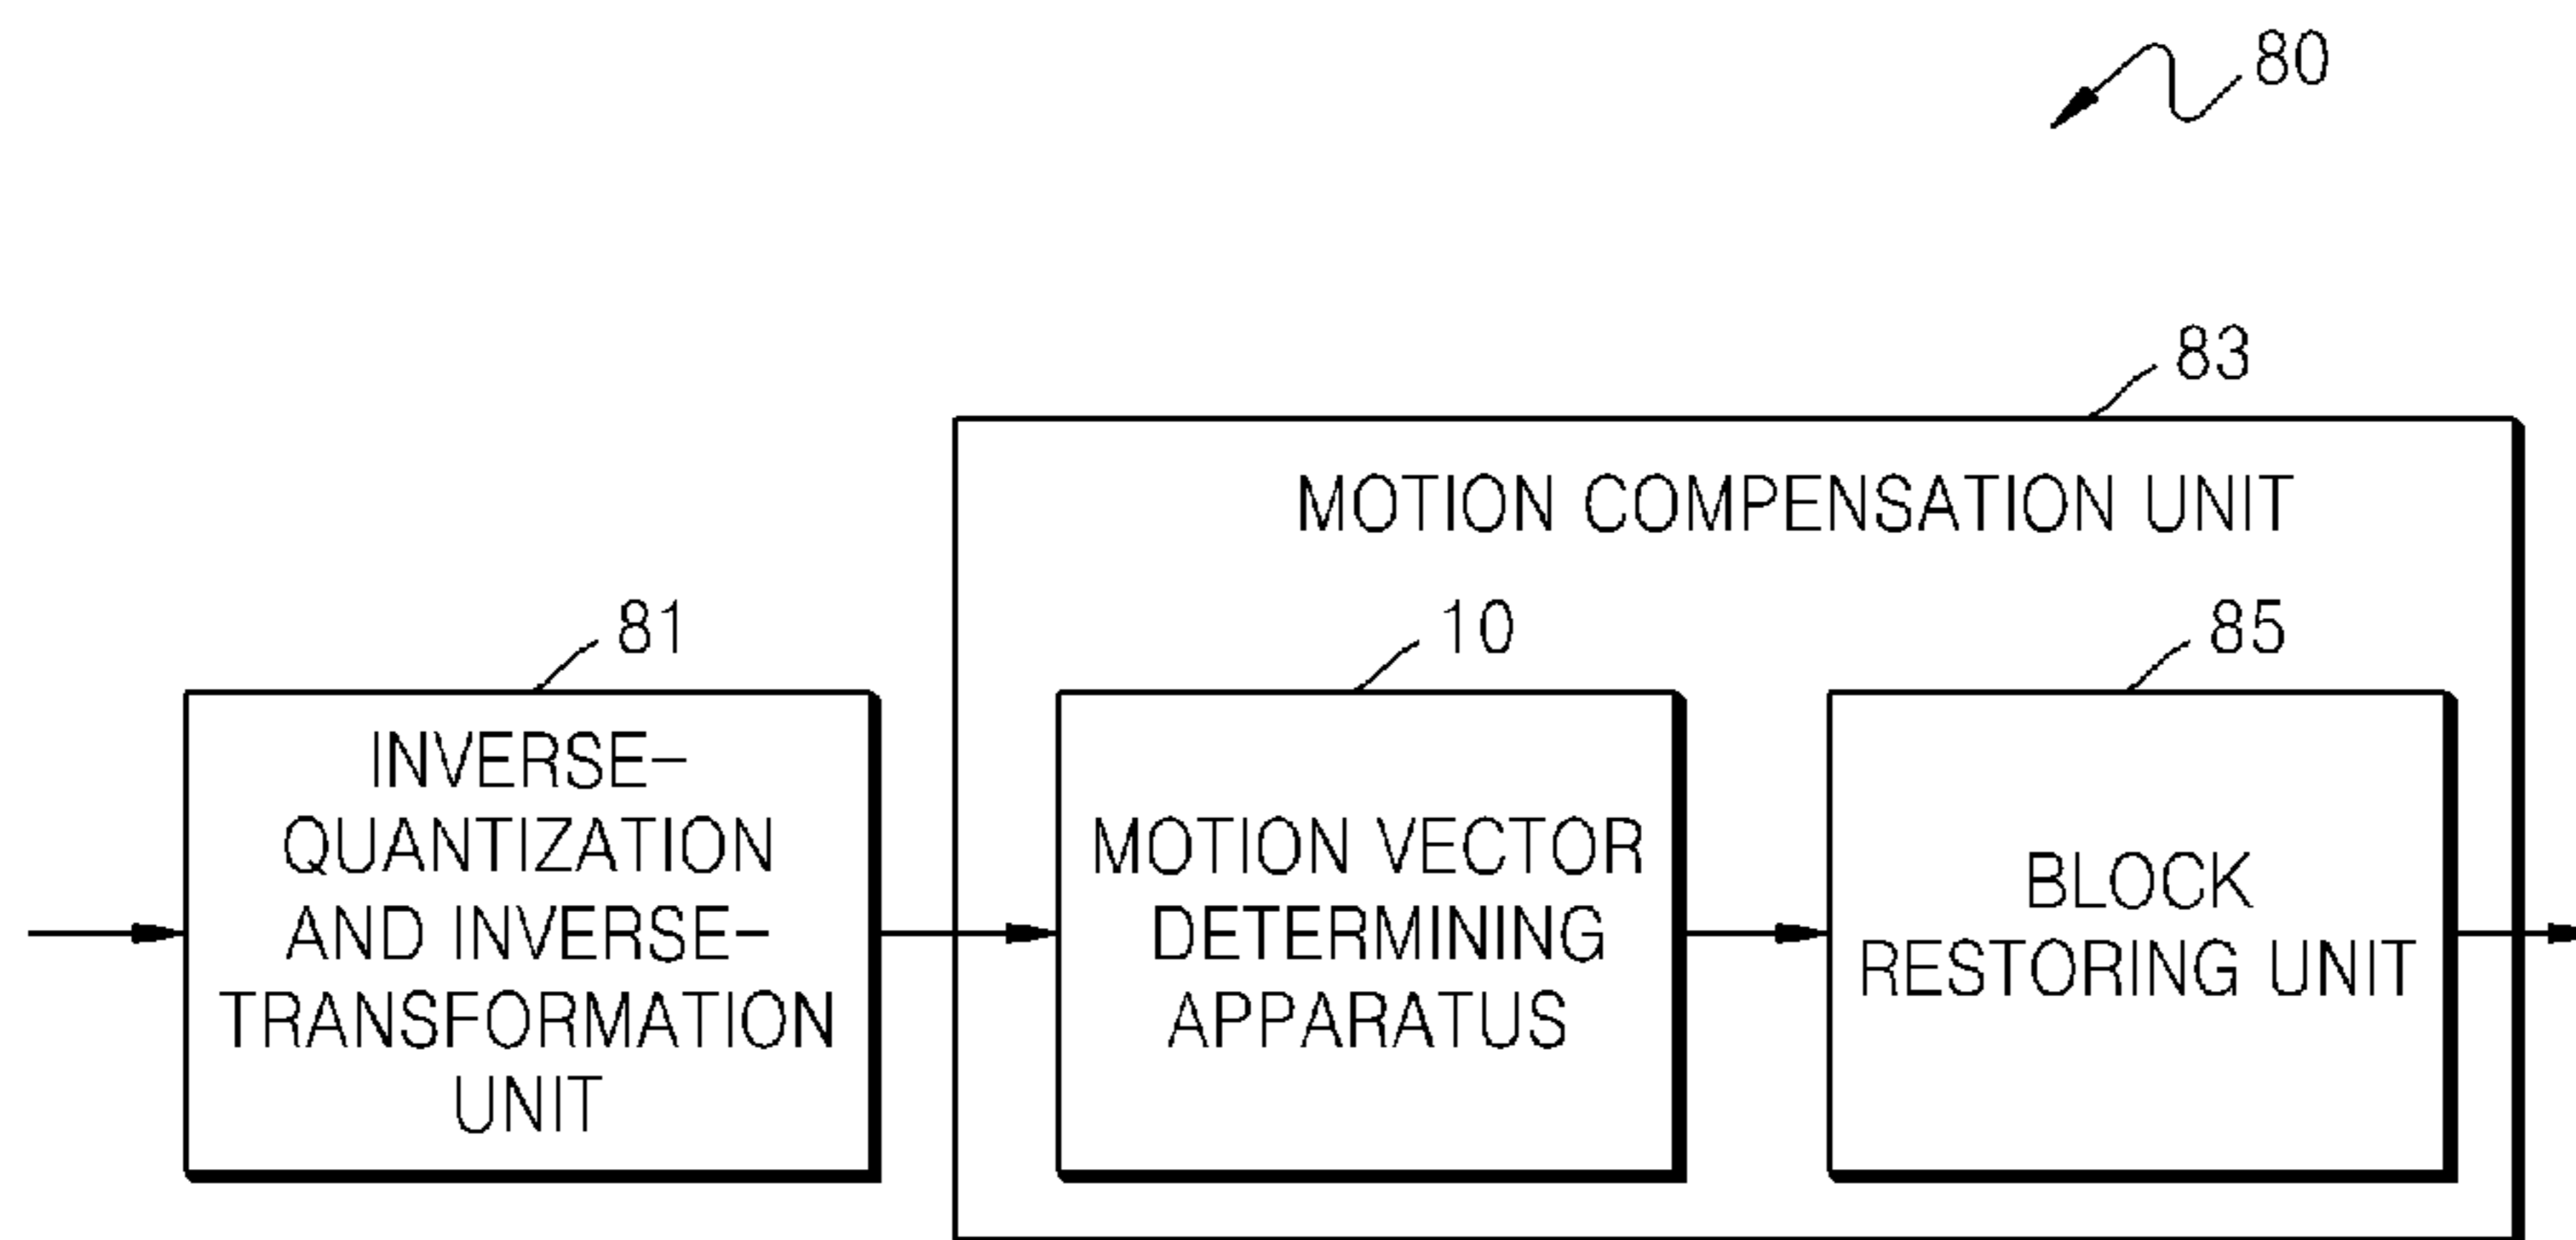 80
83
MOTION COMPENSATION UNIT
81
INVERSE-
QUANTIZATION
AND INVERSE-
TRANSFORMATION
UNIT
10
MOTION VECTOR
DETERMINING
APPARATUS
85
BLOCK
RESTORING UNIT